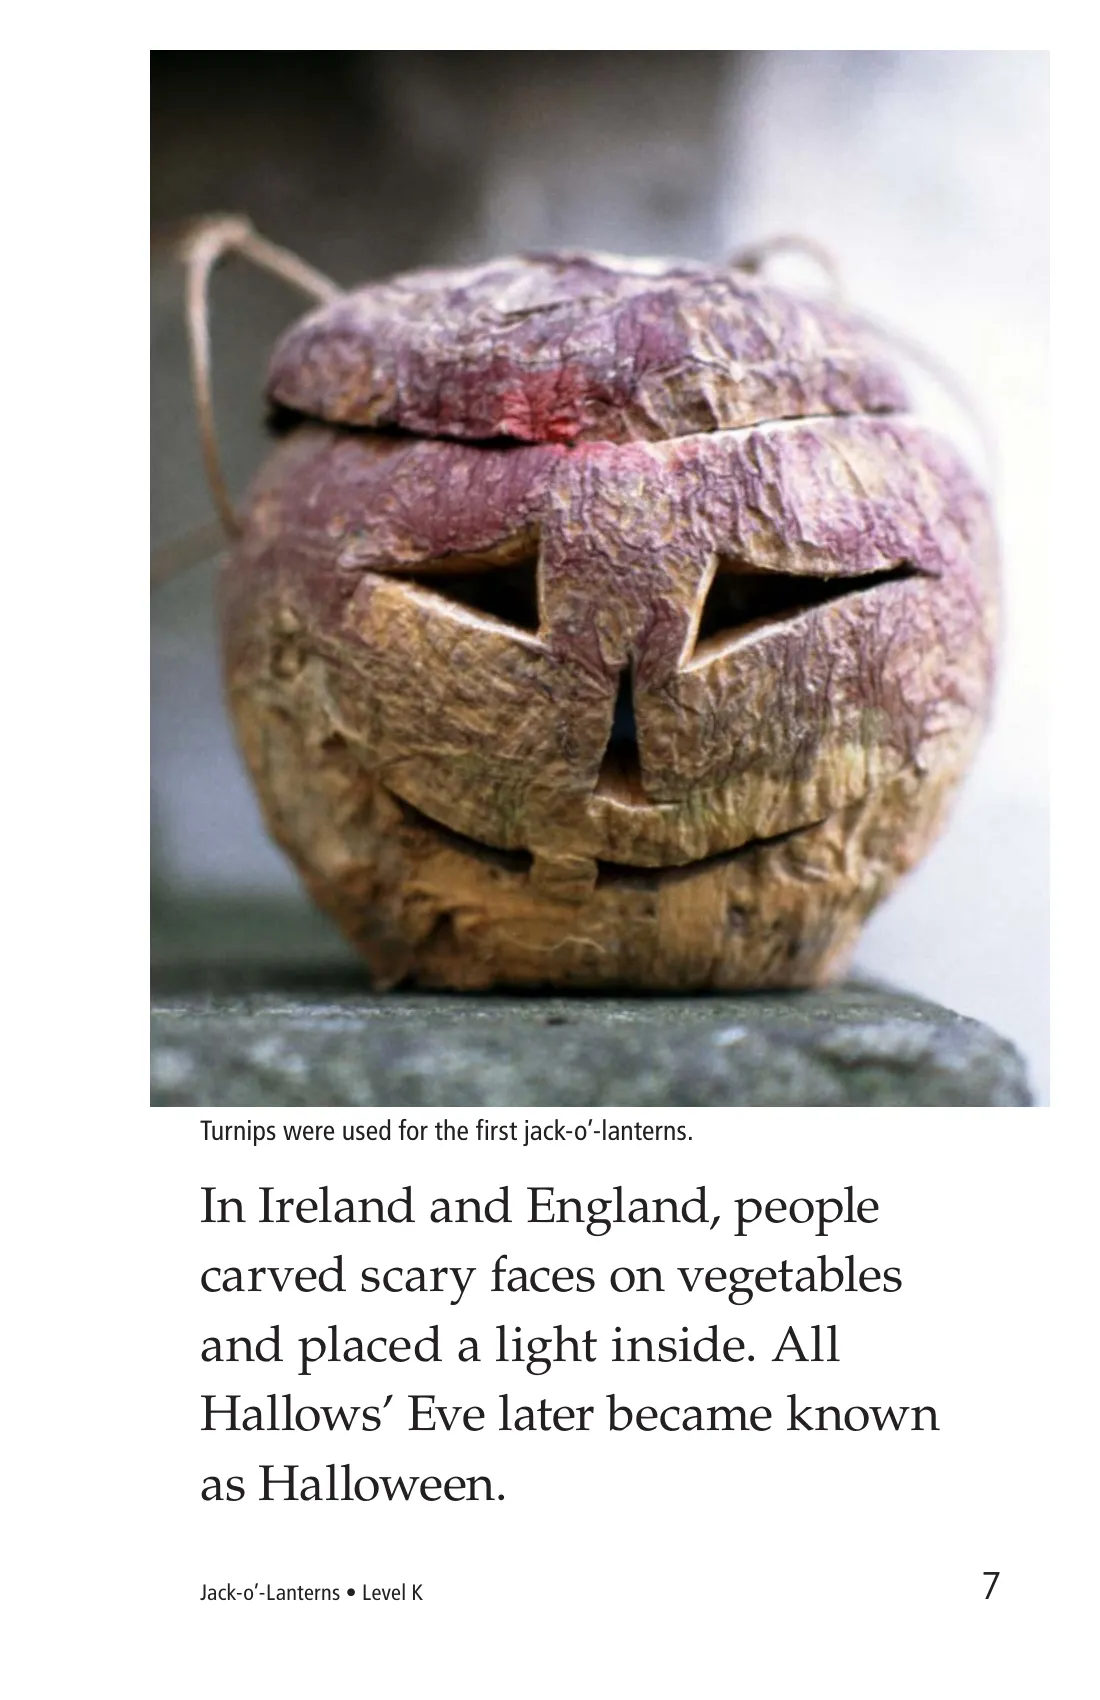 Turnips were used for the first jack-o’-lanterns.
In Ireland and England, people
carved scary faces on vegetables
and placed a light inside. All
Hallows’ Eve later became known
as Halloween.
Jack-o’-Lanterns • Level K
7